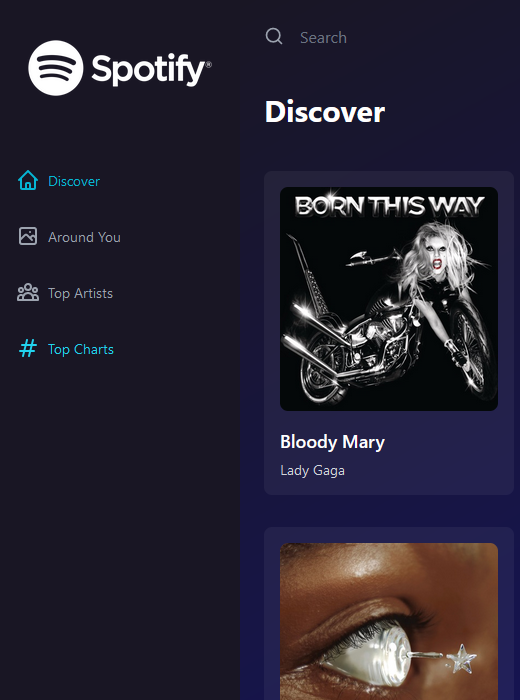 Spotify®
Search
Discover
Discover
Around You
Top Artists
Top Charts
BORN THIS WAY
Bloody Mary
Lady Gaga